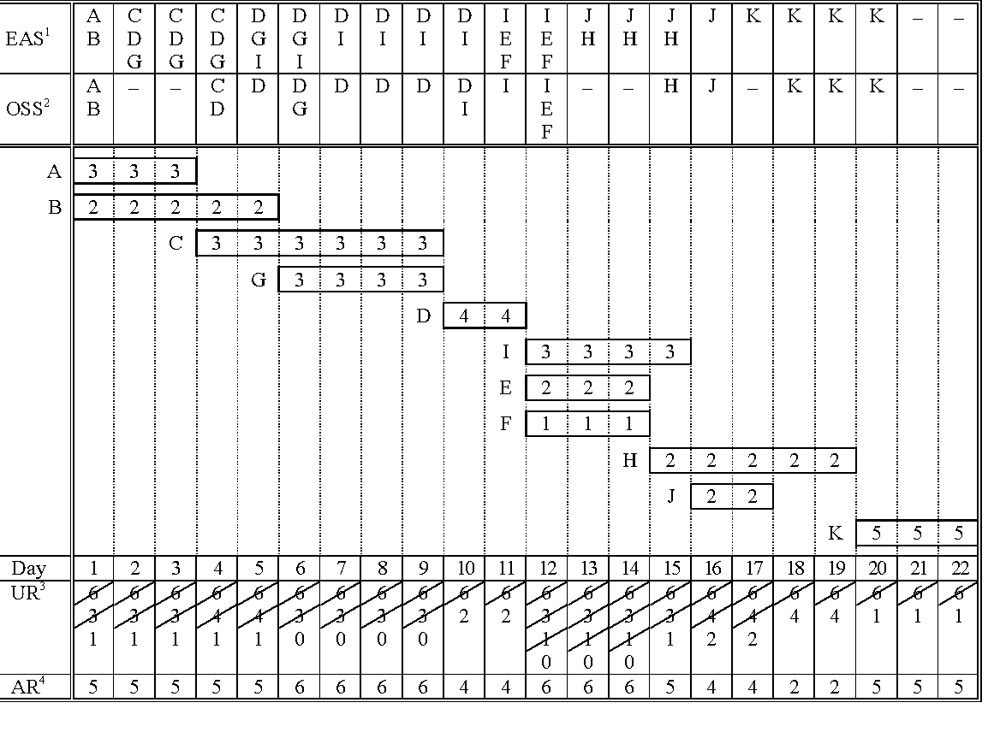 A C C C D D D D D D I I J J J J K K K K – –
EAS¹ B D D D G G I I I I E E H H H
G G G I I F F
A – – C D D D D D D I I – – H J – K K K – –
OSS² B D G I E
F
A 3 3 3
B 2 2 2 2 2
C 3 3 3 3 3 3
G 3 3 3 3
D 4 4
I 3 3 3 3
E 2 2 2
F 1 1 1
H 2 2 2 2 2
J 2 2
K 5 5 5
Day 1 2 3 4 5 6 7 8 9 10 11 12 13 14 15 16 17 18 19 20 21 22
UR³ 6 6 6 6 6 6 6 6 6 6 6 6 6 6 6 6 6 6 6 6 6 6
3 3 3 4 4 3 3 3 3 2 2 3 3 3 3 4 4 4 4 1 1 1
1 1 1 1 1 0 0 0 0 1 1 1 1 2 2
0 0 0
AR⁴ 5 5 5 5 5 6 6 6 6 4 4 6 6 6 5 4 4 2 2 5 5 5